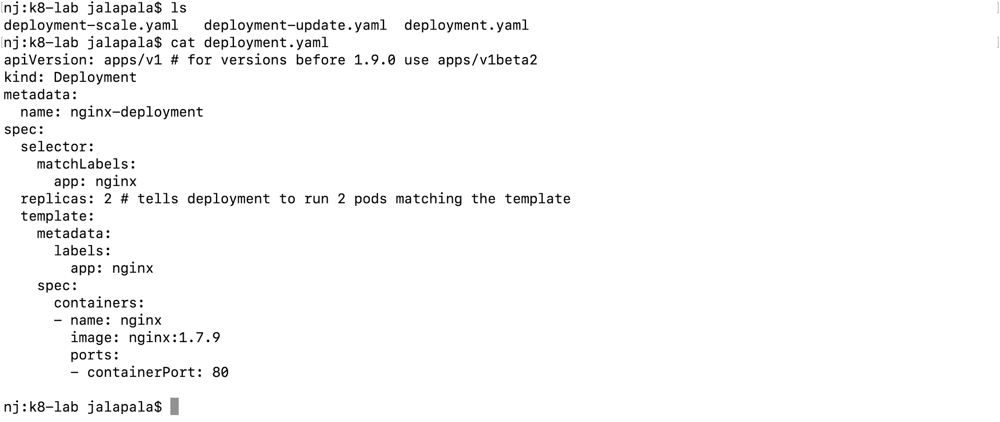 [nj:k8-lab jalapala$ ls ]
deployment-scale.yaml   deployment-update.yaml  deployment.yaml
[nj:k8-lab jalapala$ cat deployment.yaml ]
apiVersion: apps/v1 # for versions before 1.9.0 use apps/v1beta2
kind: Deployment
metadata:
  name: nginx-deployment
spec:
  selector:
    matchLabels:
      app: nginx
  replicas: 2 # tells deployment to run 2 pods matching the template
  template:
    metadata:
      labels:
        app: nginx
    spec:
      containers:
      - name: nginx
        image: nginx:1.7.9
        ports:
        - containerPort: 80
nj:k8-lab jalapala$